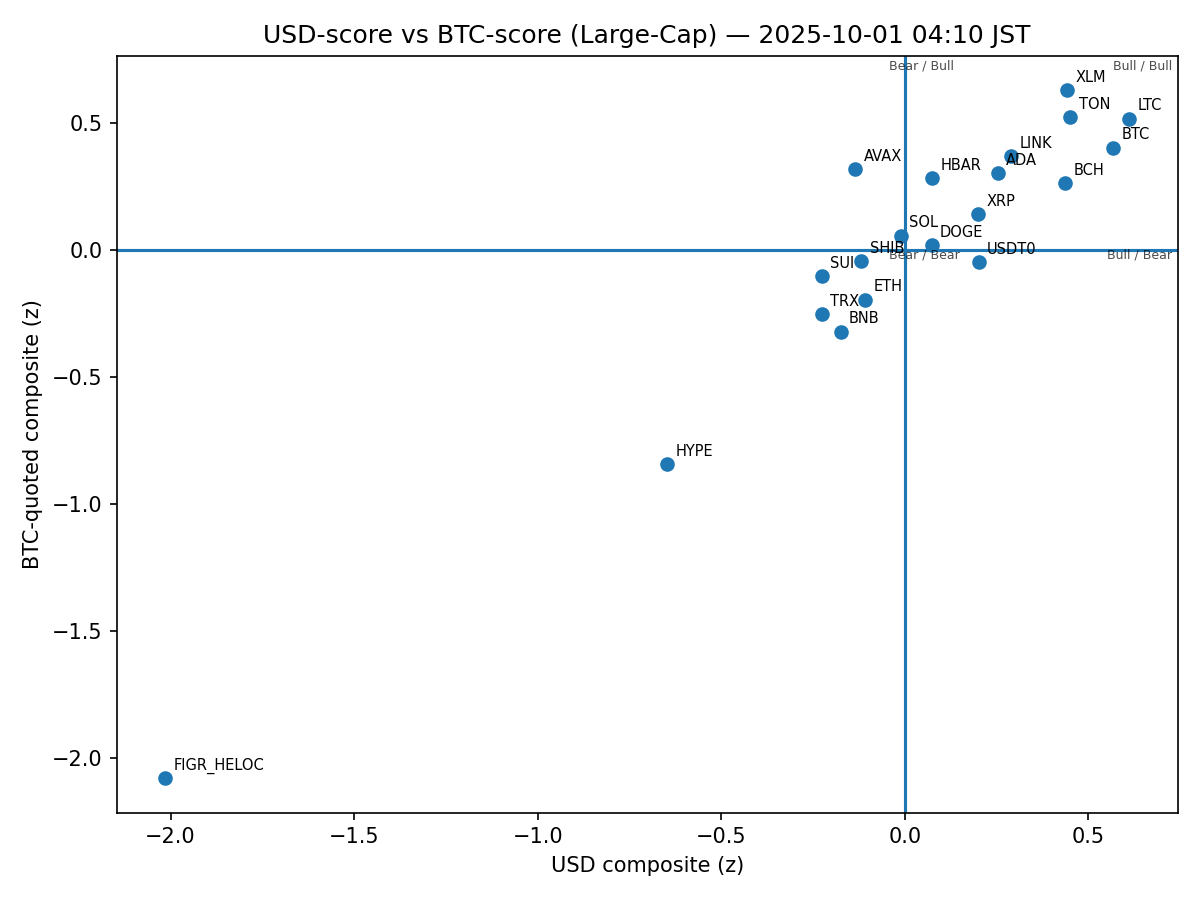 USD-score vs BTC-score (Large-Cap) — 2025-10-01 04:10 JST
Bear / Bull
Bull / Bull
XLM
TON
LTC
BTC
LINK
ADA
AVAX
HBAR
BCH
XRP
SOL
DOGE
SHIB
USDT0
Bear / Bear
Bull / Bear
SUI
ETH
TRX
BNB
HYPE
FIGR_HELOC
0.5
0.0
−0.5
−1.0
−1.5
−2.0
BTC-quoted composite (z)
−2.0
−1.5
−1.0
−0.5
0.0
0.5
USD composite (z)